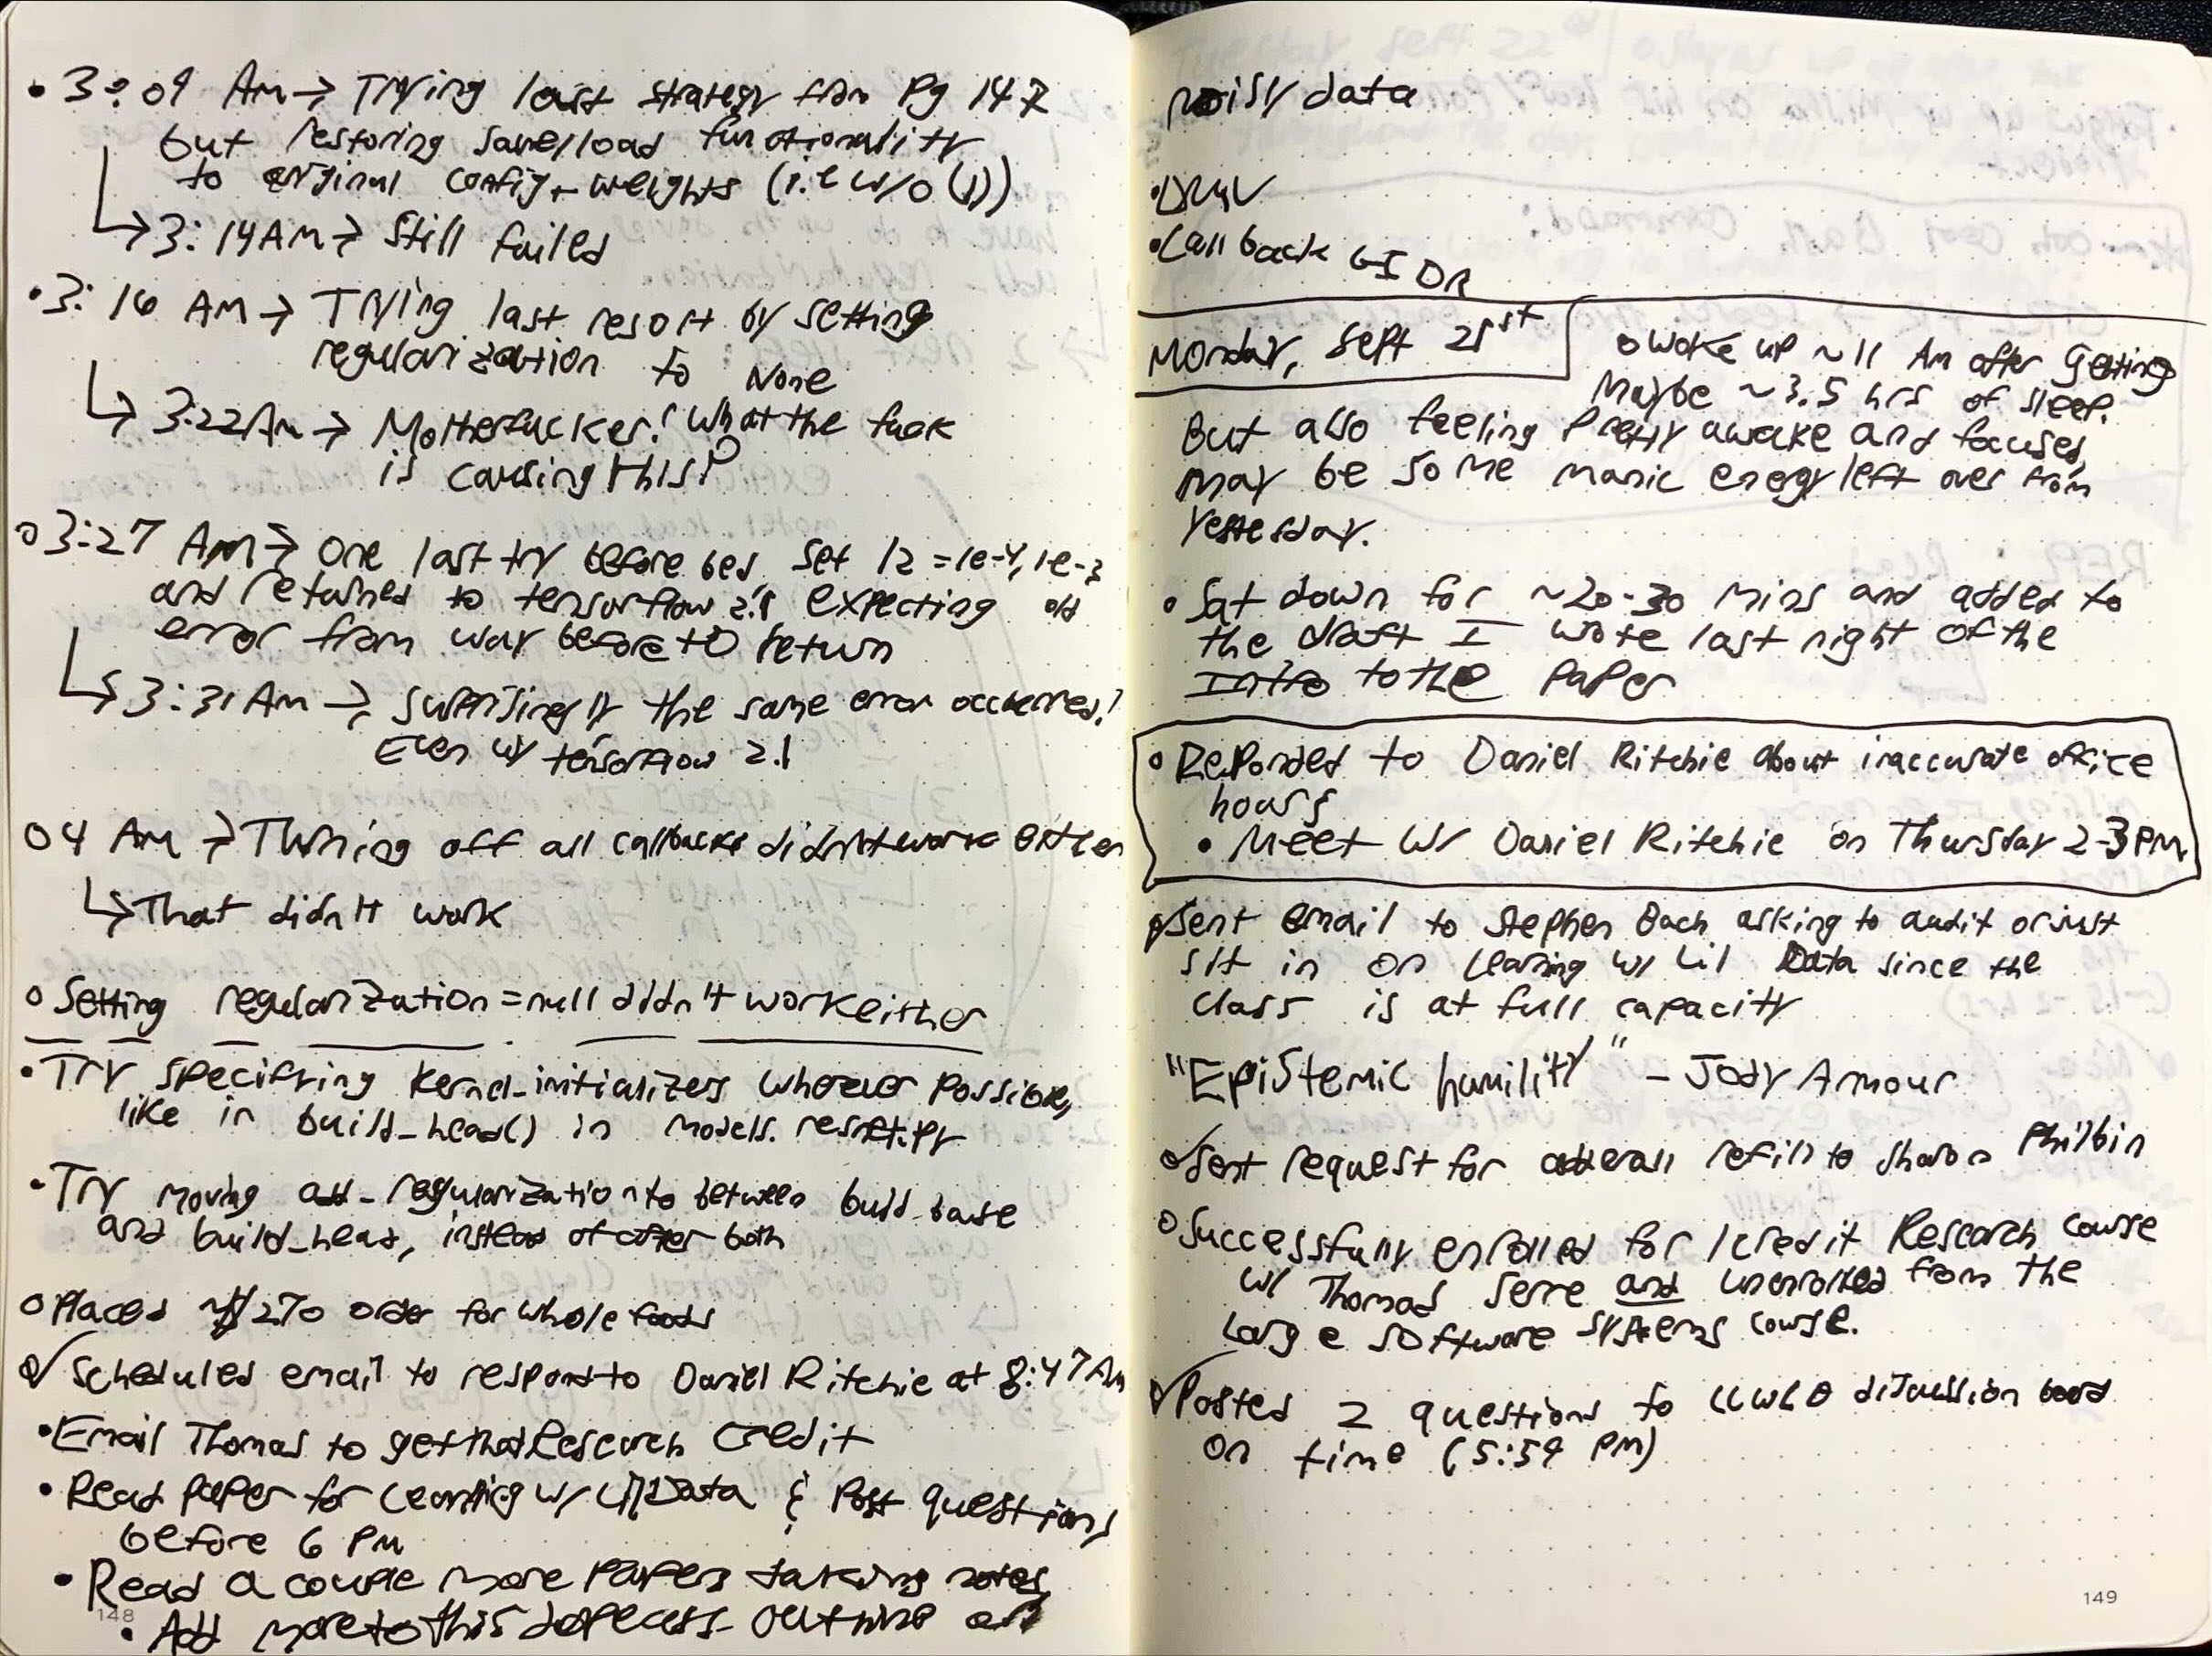 • 3:09 AM → Trying last strategy from Pg 147
but restoring save/load functionality
to original config + weights (i.e w/o (1))
↳ 3:14 AM → Still failed
• 3:16 AM → Trying last resort by setting
regularization to None
↳ 3:22 AM → Motherfucker! What the fuck
is causing this?
o 3:27 AM → One last try before bed. Set l2 = 1e-4, 1e-3
and returned to tensorflow 2.1 expecting old
error from way before to return
↳ 3:31 AM → Surprisingly the same error occurred!
Even w/ tensorflow 2.1
o 4 AM → Turning off all callbacks didn't work either
↳ That didn't work
o Setting regularization = null didn't work either
• Try specifying kernel_initializers wherever possible,
like in build_head() in models.resnet.py
• Try moving add_regularization to between build_base
and build_head, instead of after both
o Placed ~$270 order for whole foods
o✓ Scheduled email to respond to Daniel Ritchie at 8:47 AM
• Email Thomas to get that Research Credit
• Read paper for Learning w/ Lil Data & Post questions
before 6 PM
• Read a couple more papers taking notes
148
• Add more to this outline on
noisy data
• DMV
• Call back GI DR
Monday, Sept 21st
o Woke up ~11 AM after getting
Maybe ~3.5 hrs of sleep.
But also feeling pretty awake and focused,
may be some manic energy left over from
yesterday.
• Sat down for ~20-30 mins and added to
the draft I wrote last night of the
Intro to the paper
o Responded to Daniel Ritchie about inaccurate office
hours
• Meet w/ Daniel Ritchie on Thursday 2-3 PM
o Sent email to Stephen Bach asking to audit or just
sit in on Learning w/ Lil Data since the
class is at full capacity
"Epistemic humility" - Jody Armour
o✓ Sent request for adderall refill to Sharon Philbin
o Successfully enrolled for 1 credit Research course
w/ Thomas Serre and unenrolled from the
Large software systems course.
o✓ Posted 2 questions to LLWLD discussion board
on time (5:59 PM)
149